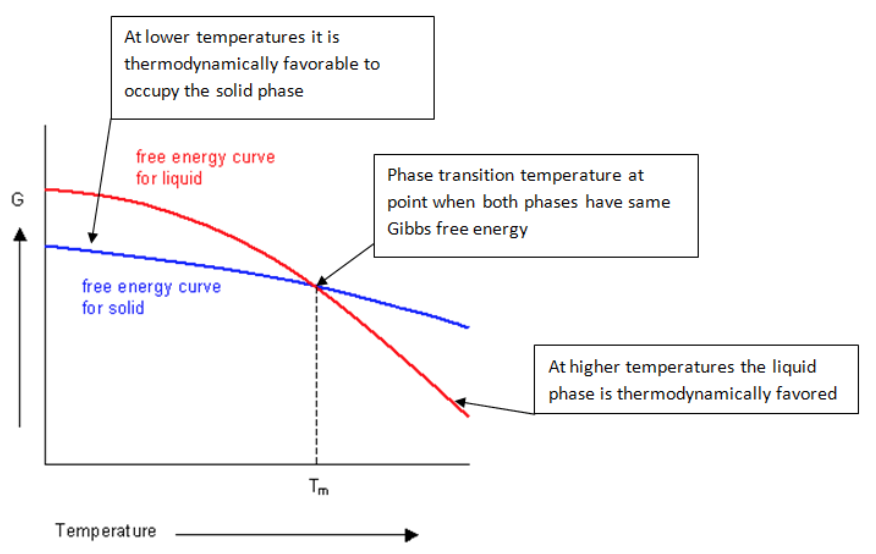 At lower temperatures it is
thermodynamically favorable to
occupy the solid phase
free energy curve
for liquid
Phase transition temperature at
point when both phases have same
Gibbs free energy
G
free energy curve
for solid
At higher temperatures the liquid
phase is thermodynamically favored
Tm
Temperature